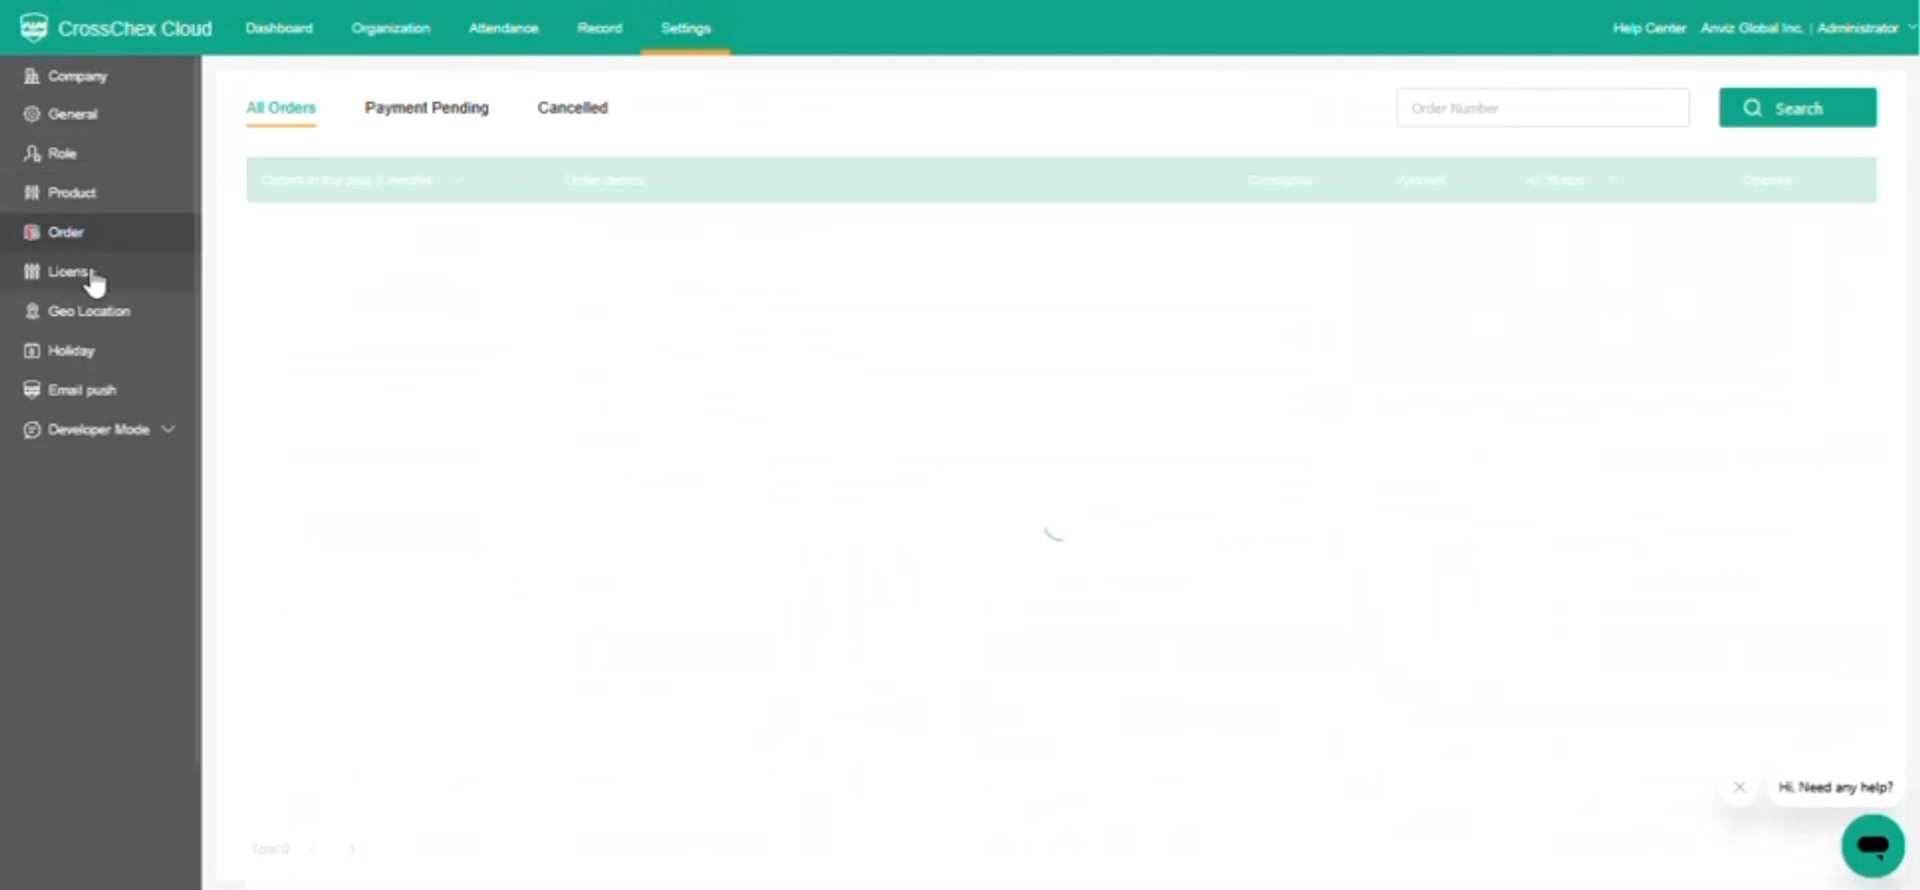 CrossChex Cloud
Dashboard
Organization
Attendance
Record
Settings
Help Center
Anviz Global Inc. | Administrator
Company
General
Role
Product
Order
Licens
Geo Location
Holiday
Email push
Developer Mode
All Orders
Payment Pending
Cancelled
Order Number
Search
Orders in the past 3 months
Order details
Consignee
Amount
All Status
Operate
Total 0
1
Hi, Need any help?